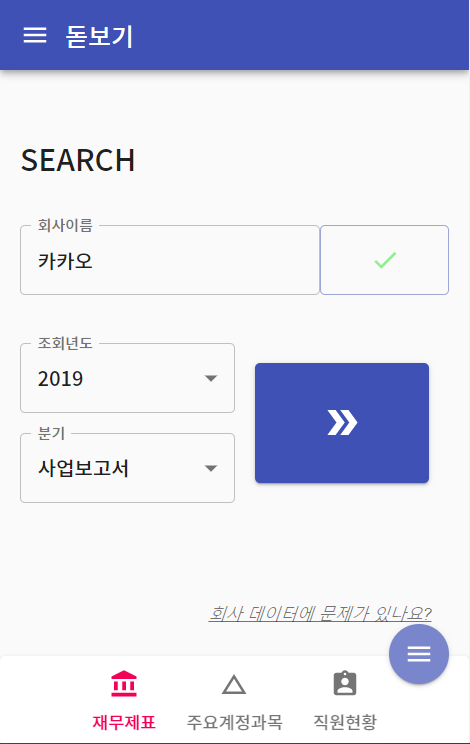 돋보기
SEARCH
회사이름
카카오
조회년도
2019
분기
사업보고서
회사 데이터에 문제가 있나요?
재무제표
주요계정과목
직원현황